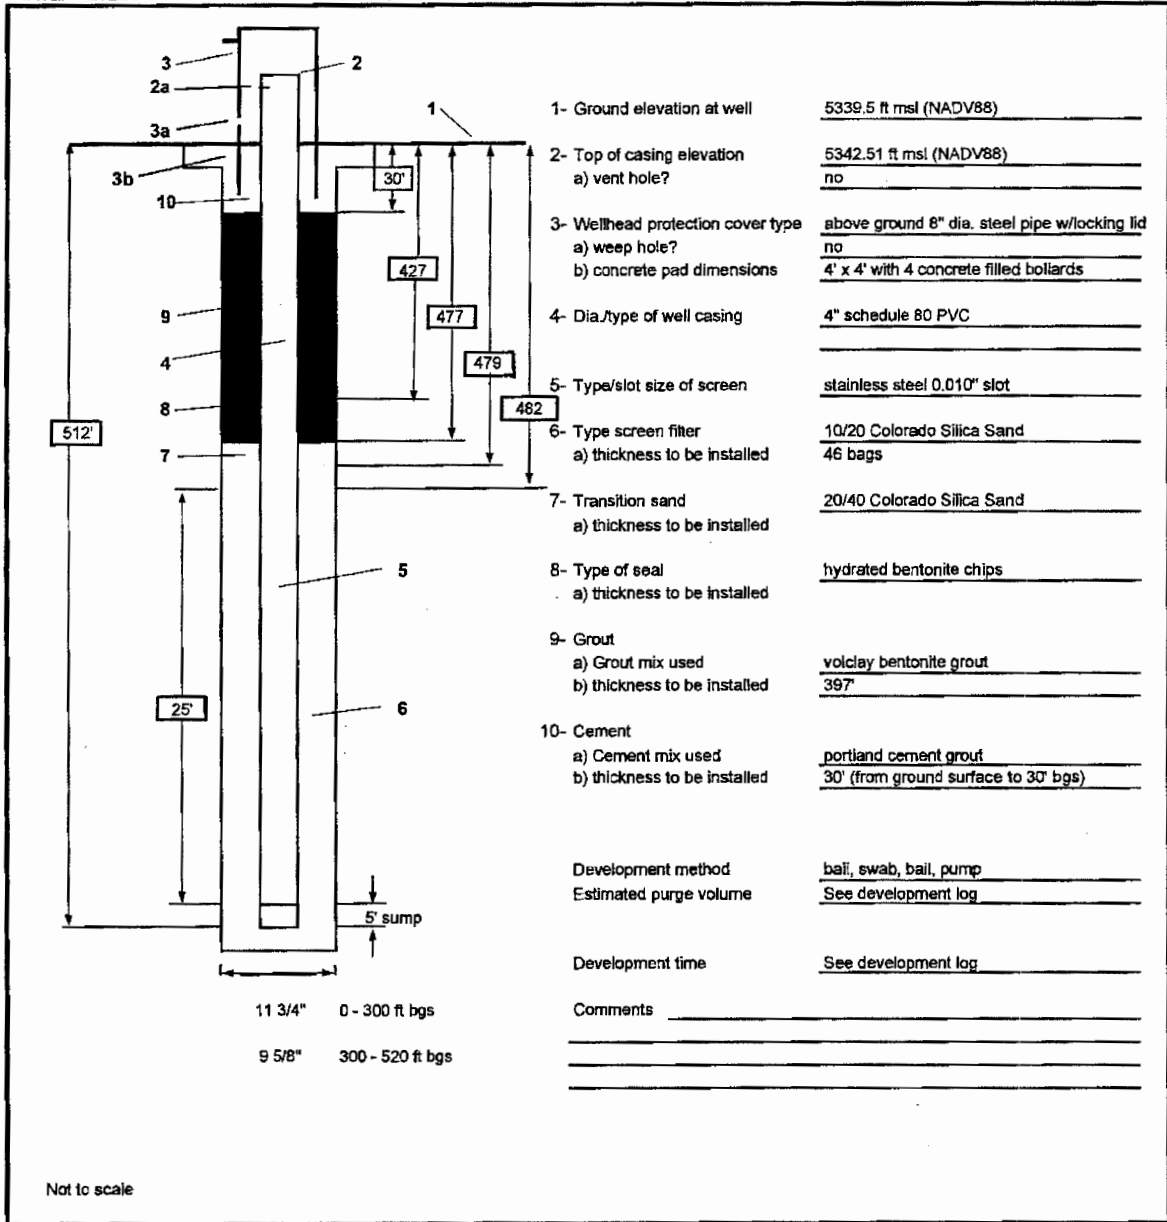 3
2
2a
1
3a
3b
10
30'
427
9
477
4
479
8
482
512'
7
5
25'
6
5' sump
11 3/4" 0 - 300 ft bgs
9 5/8" 300 - 520 ft bgs
Not to scale
1- Ground elevation at well 5339.5 ft msl (NADV88)
2- Top of casing elevation 5342.51 ft msl (NADV88)
a) vent hole? no
3- Wellhead protection cover type above ground 8" dia. steel pipe w/locking lid
a) weep hole? no
b) concrete pad dimensions 4' x 4' with 4 concrete filled bollards
4- Dia./type of well casing 4" schedule 80 PVC
5- Type/slot size of screen stainless steel 0.010" slot
6- Type screen filter 10/20 Colorado Silica Sand
a) thickness to be installed 46 bags
7- Transition sand 20/40 Colorado Silica Sand
a) thickness to be installed
8- Type of seal hydrated bentonite chips
a) thickness to be installed
9- Grout
a) Grout mix used volclay bentonite grout
b) thickness to be installed 397'
10- Cement
a) Cement mix used portland cement grout
b) thickness to be installed 30' (from ground surface to 30' bgs)
Development method bail, swab, bail, pump
Estimated purge volume See development log
Development time See development log
Comments